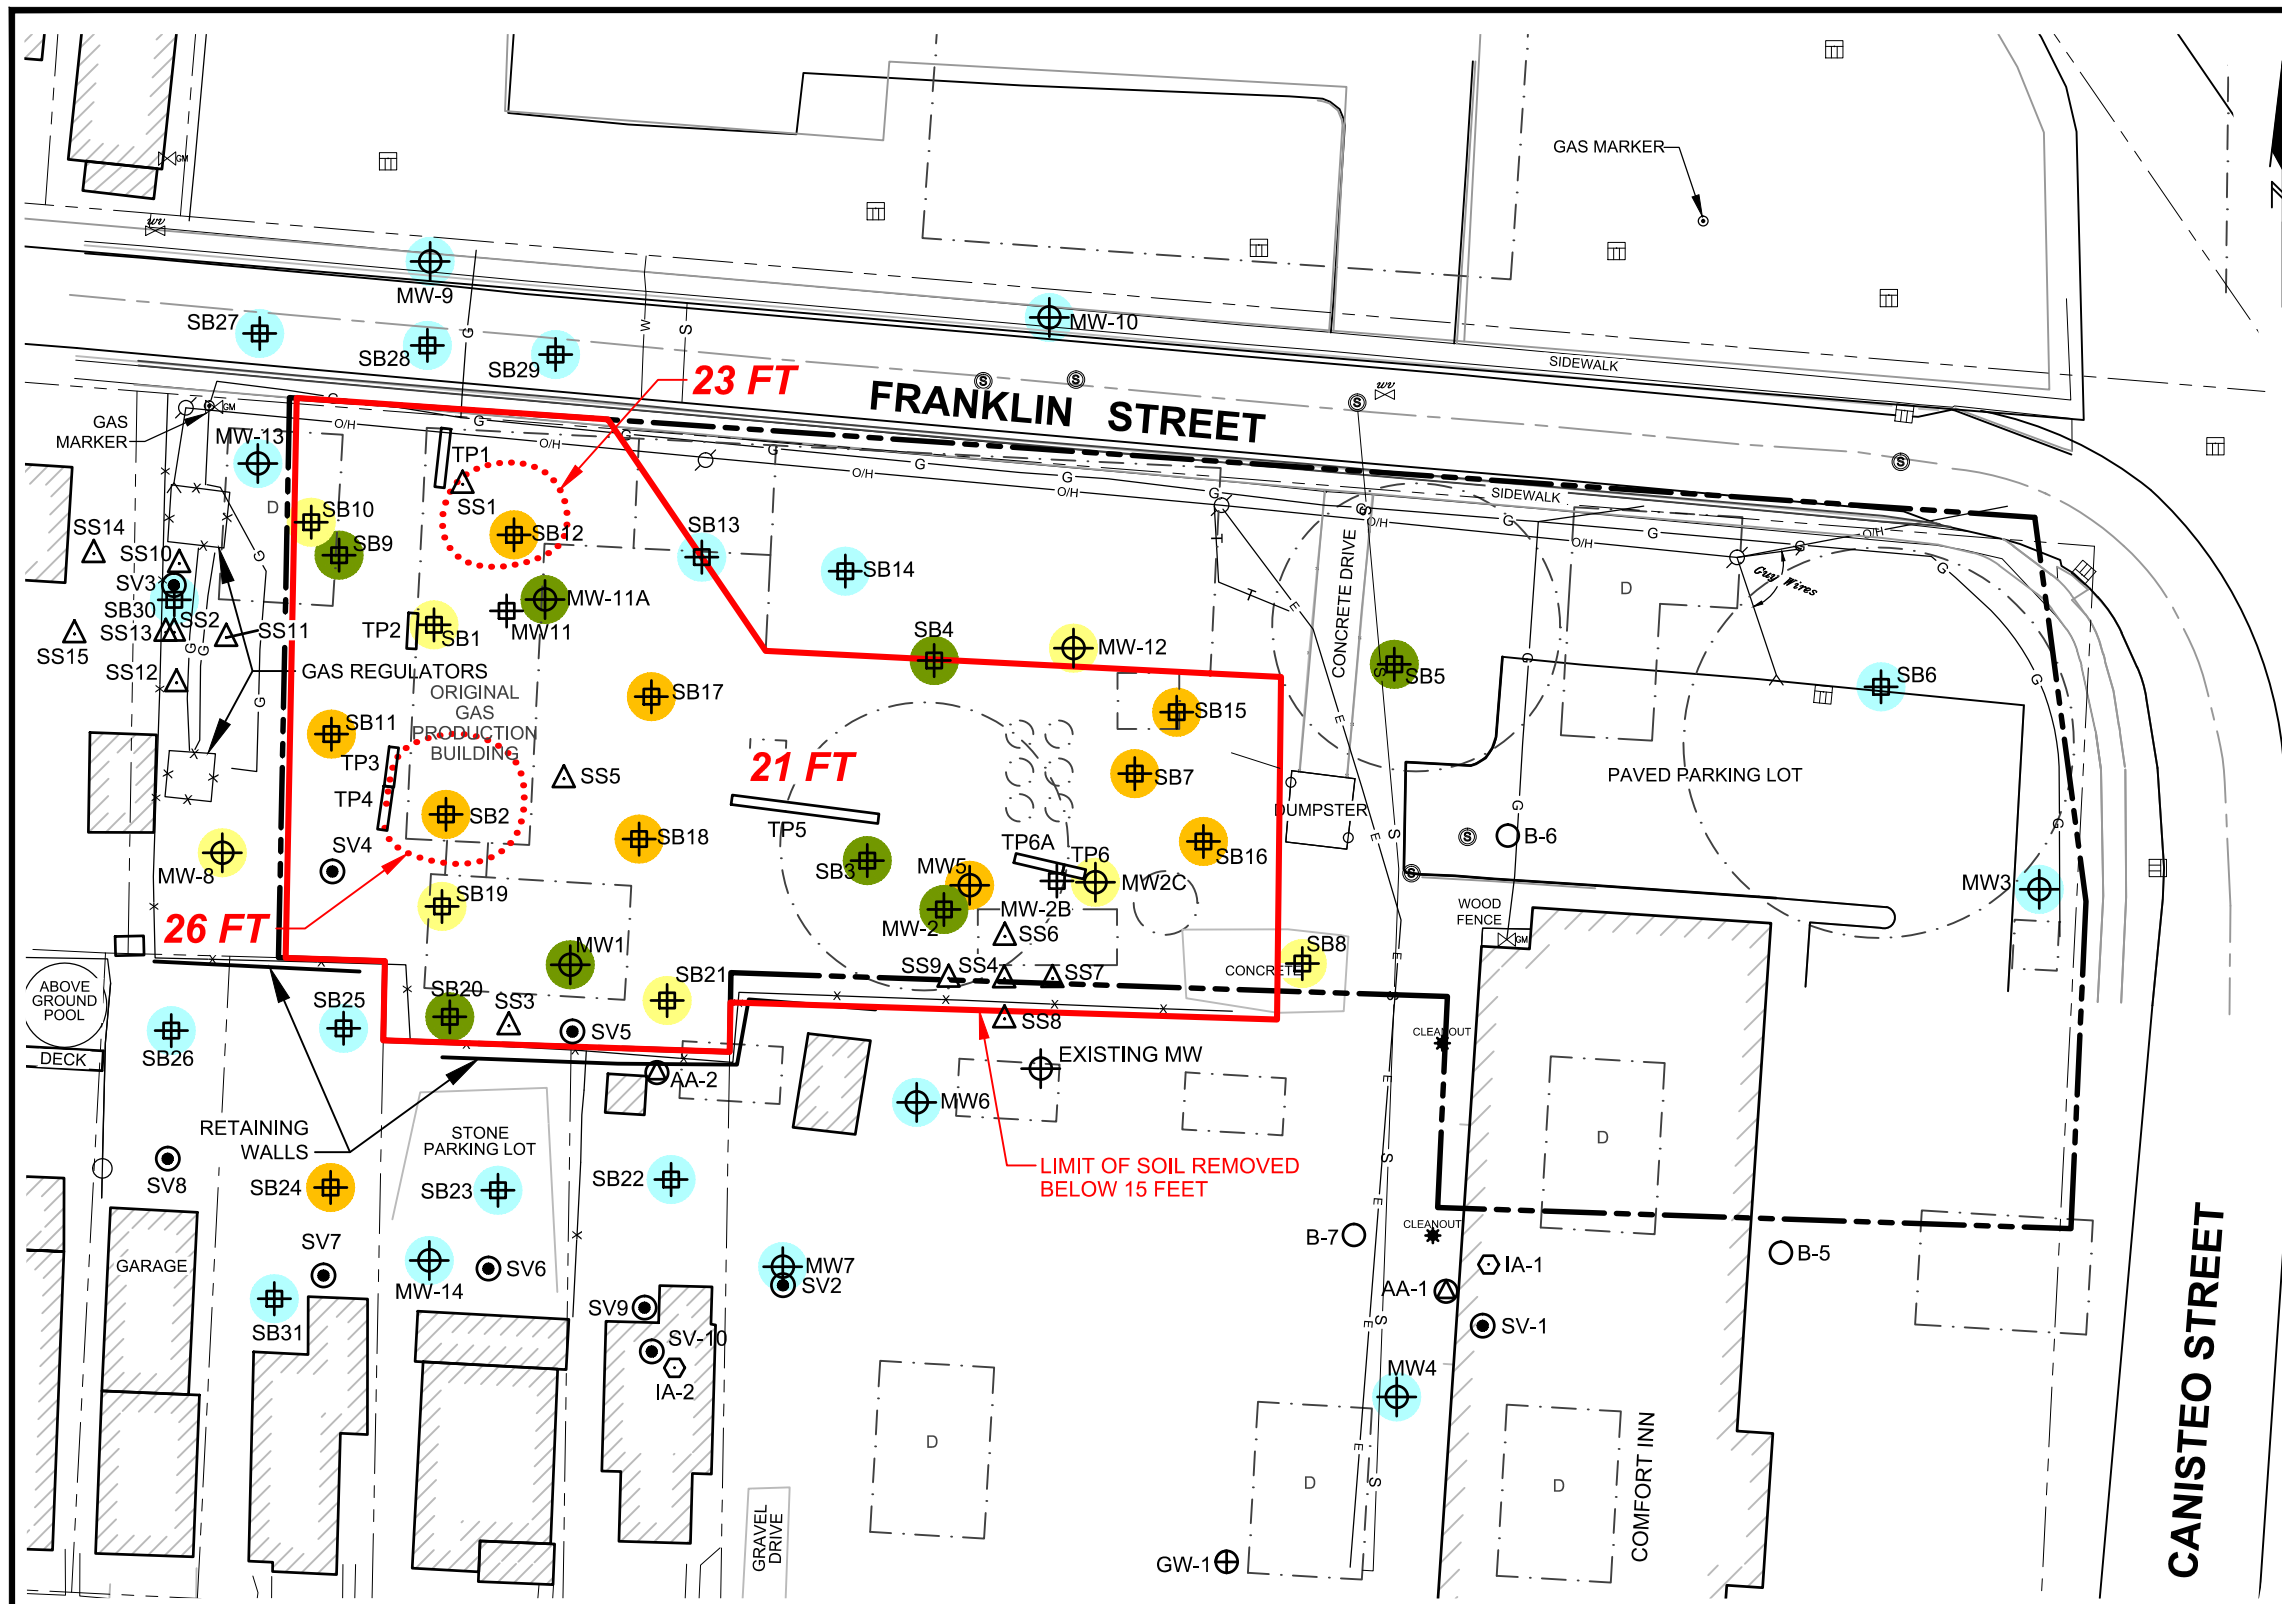 GAS MARKER
GM
wv
MW-9
MW-10
SB27
SB28
SB29
23 FT
FRANKLIN STREET
SIDEWALK
wv
GAS
MARKER
GM
MW-13
O/H
O/H
O/H
O/H
O/H
O/H
G
W
S
TP1
SS1
SIDEWALK
D
SB10
SB9
SB12
SB13
SB14
SS14
SS10
SV3
SB30
SS2
SS13
SS11
SS15
SS12
MW-11A
MW11
TP2
SB1
SB4
MW-12
CONCRETE DRIVE
SB5
Guy Wires
D
SB6
GAS REGULATORS
ORIGINAL
GAS
PRODUCTION
BUILDING
SB17
SB15
SB11
TP3
TP4
SS5
21 FT
SB7
PAVED PARKING LOT
DUMPSTER
SB2
SB18
TP5
SB16
B-6
SV4
MW-8
SB3
MW5
TP6A
TP6
MW2C
MW3
SB19
26 FT
MW-2B
MW-2
SS6
WOOD
FENCE
GM
MW1
SB8
SS9
SS4
SS7
CONCRETE
SB21
ABOVE
GROUND
POOL
SB25
SB20
SS3
SV5
SS8
CLEANOUT
DECK
SB26
AA-2
EXISTING MW
MW6
RETAINING
WALLS
STONE
PARKING LOT
D
LIMIT OF SOIL REMOVED
BELOW 15 FEET
SV8
SB24
SB23
SB22
CLEANOUT
B-7
B-5
GARAGE
SV7
MW-14
SV6
MW7
SV2
IA-1
AA-1
SB31
SV9
SV-10
IA-2
SV-1
MW4
D
D
D
GRAVEL
DRIVE
GW-1
COMFORT INN
CANISTEO STREET